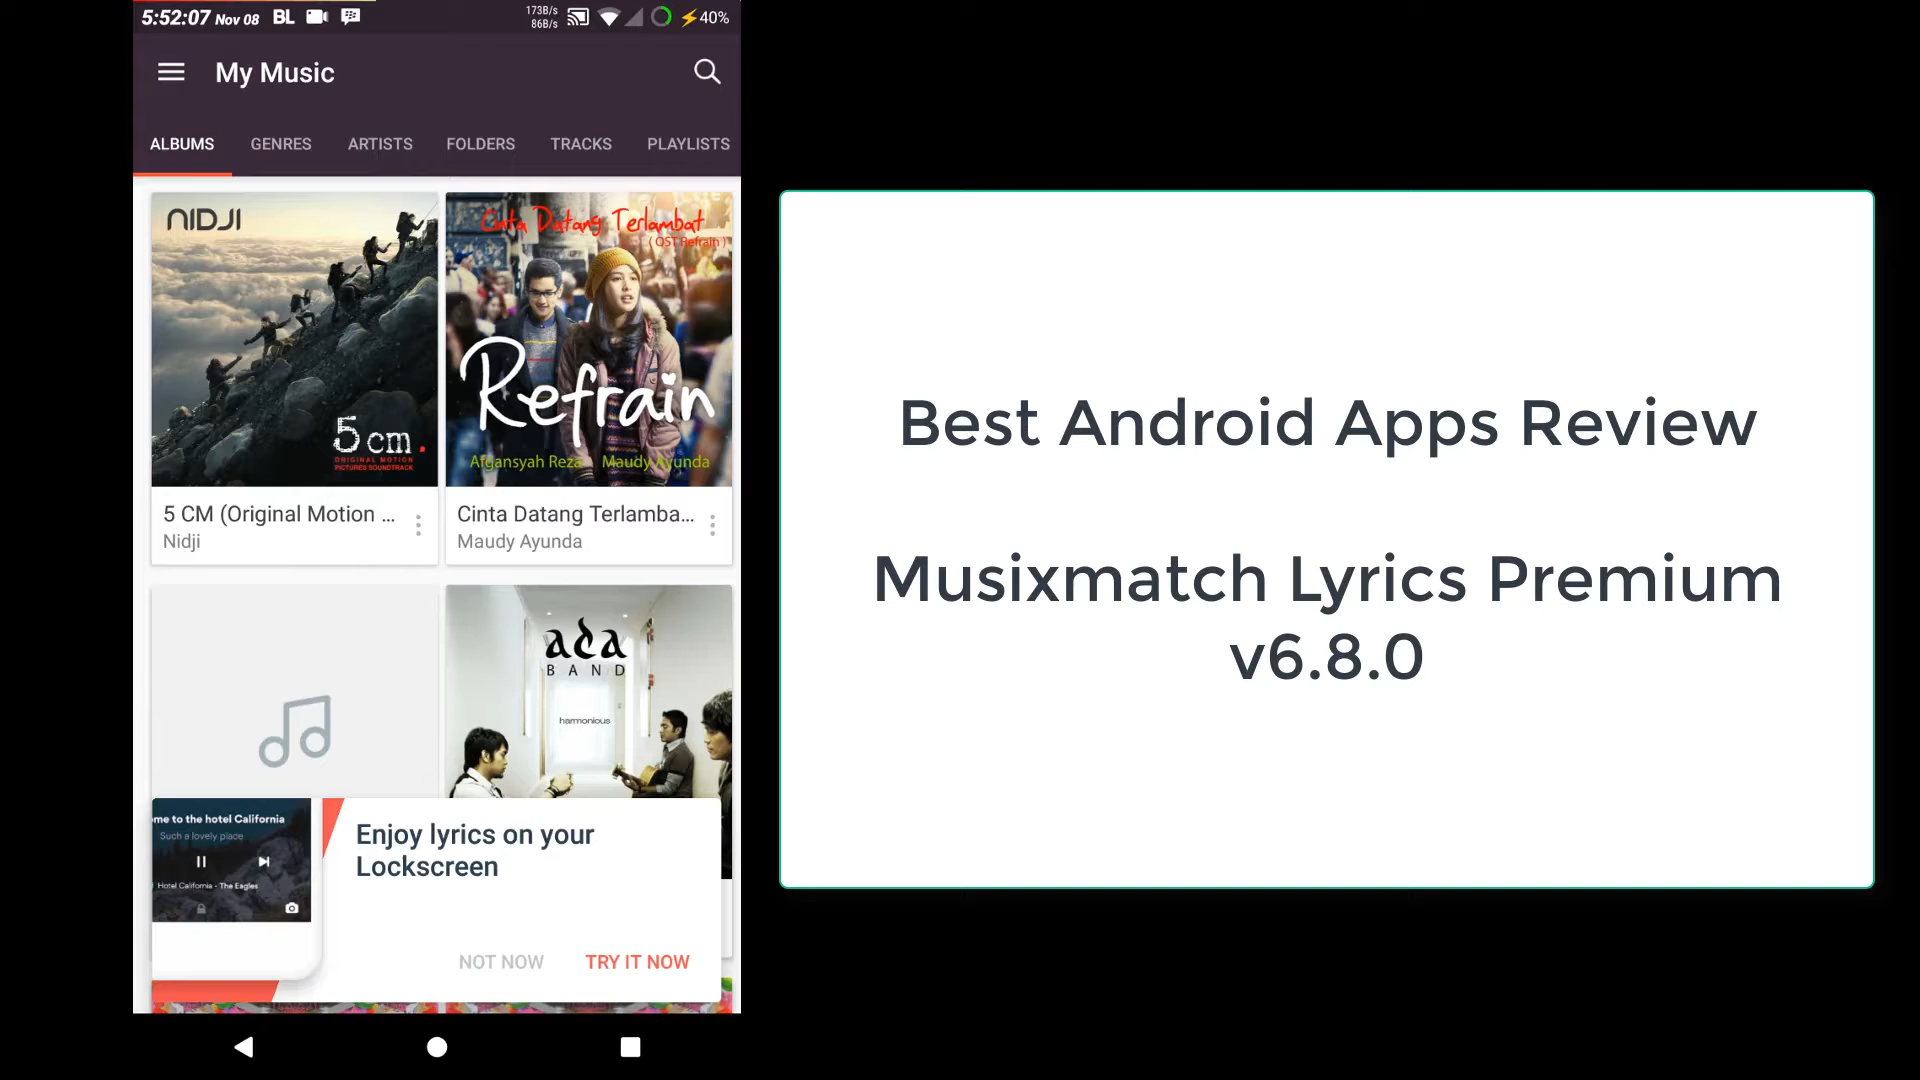 5:52:07 Nov 08 BL
173B/s
86B/s
40%
My Music
ALBUMS GENRES ARTISTS FOLDERS TRACKS PLAYLISTS
NIDJI
5 cm.
ORIGINAL MOTION
PICTURES SOUNDTRACK
5 CM (Original Motion ...
Nidji
Cinta Datang Terlambat
(OST Refrain)
Refrain
Afgansyah Reza Maudy Ayunda
Cinta Datang Terlamba...
Maudy Ayunda
ada
BAND
harmonious
me to the hotel California
Such a lovely place
Hotel California - The Eagles
Enjoy lyrics on your
Lockscreen
NOT NOW TRY IT NOW
Best Android Apps Review
Musixmatch Lyrics Premium
v6.8.0